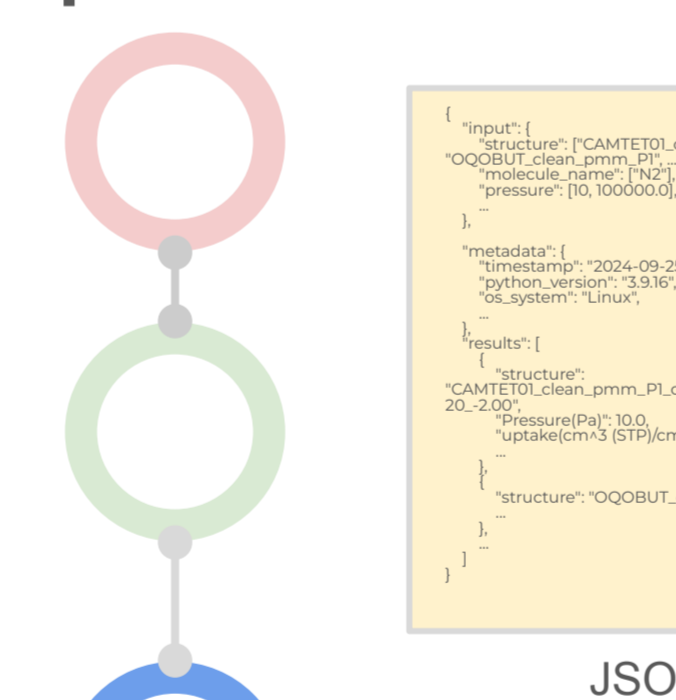 {
"input": {
"structure": ["CAMTET01_c
"OQOBUT_clean_pmm_P1", ...
"molecule_name": ["N2"],
"pressure": [10, 100000.0],
...
},
"metadata": {
"timestamp": "2024-09-25
"python_version": "3.9.16",
"os_system": "Linux",
...
},
"results": [
{
"structure":
"CAMTET01_clean_pmm_P1_c
20_-2.00",
"Pressure(Pa)": 10.0,
"uptake(cm^3 (STP)/cm
...
},
{
"structure": "OQOBUT_
...
},
...
]
}
JSO